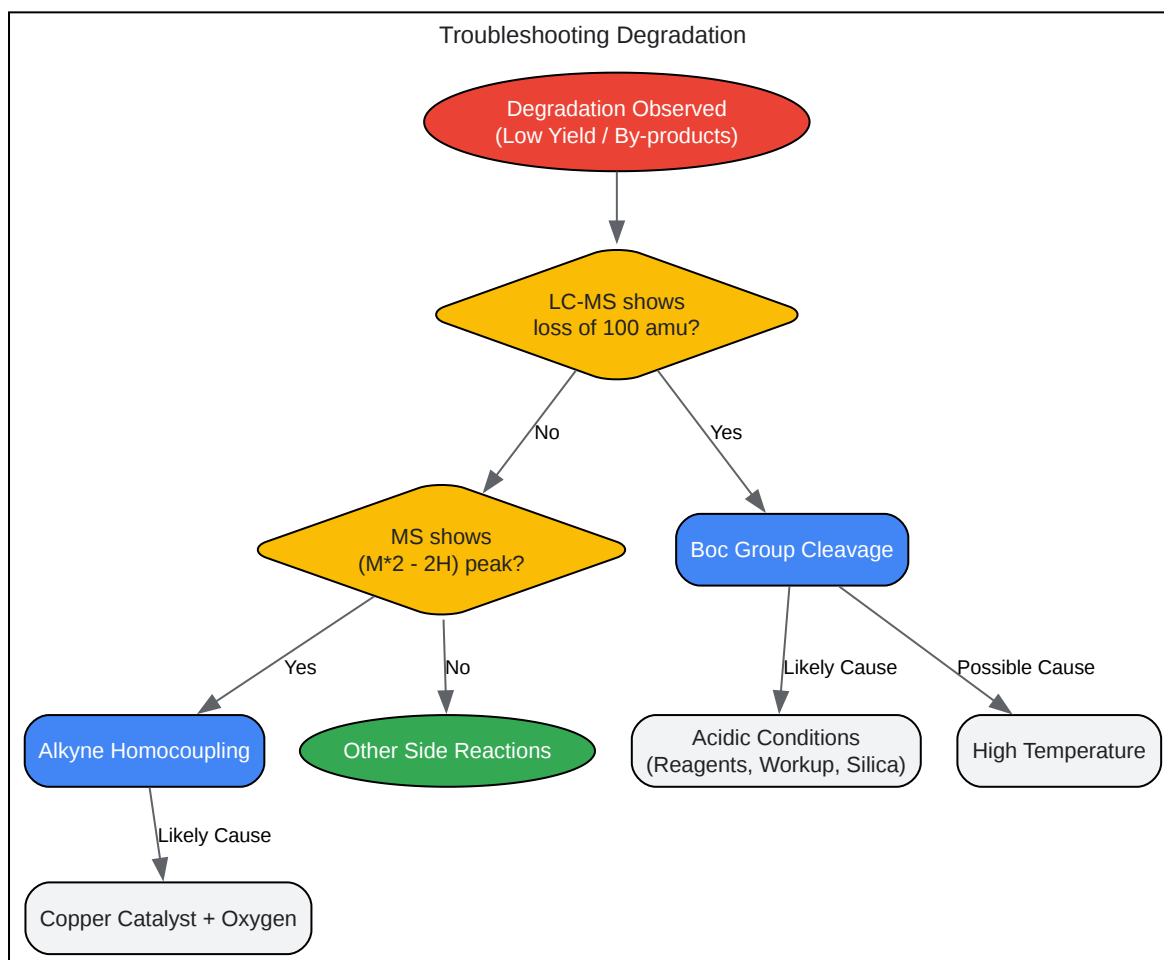 Troubleshooting Degradation
Degradation Observed
(Low Yield / By-products)
LC-MS shows
loss of 100 amu?
No
Yes
MS shows
(M*2 - 2H) peak?
Boc Group Cleavage
Yes
No
Likely Cause
Possible Cause
Alkyne Homocoupling
Other Side Reactions
Acidic Conditions
(Reagents, Workup, Silica)
High Temperature
Likely Cause
Copper Catalyst + Oxygen